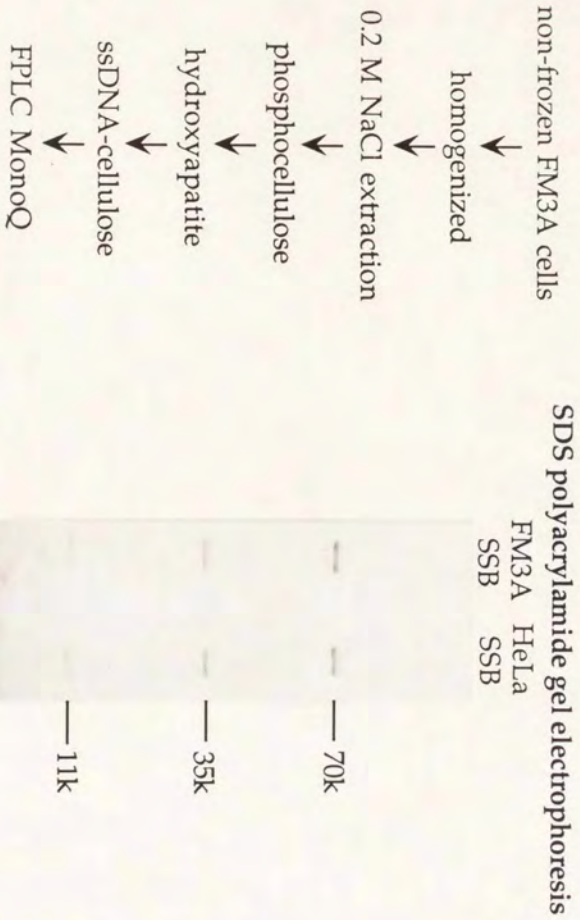 non-frozen FM3A cells
homogenized
0.2 M NaCl extraction
phosphocellulose
hydroxyapatite
ssDNA-cellulose
FPLC MonoQ
SDS polyacrylamide gel electrophoresis
FM3A HeLa
SSB SSB
70k
35k
11k